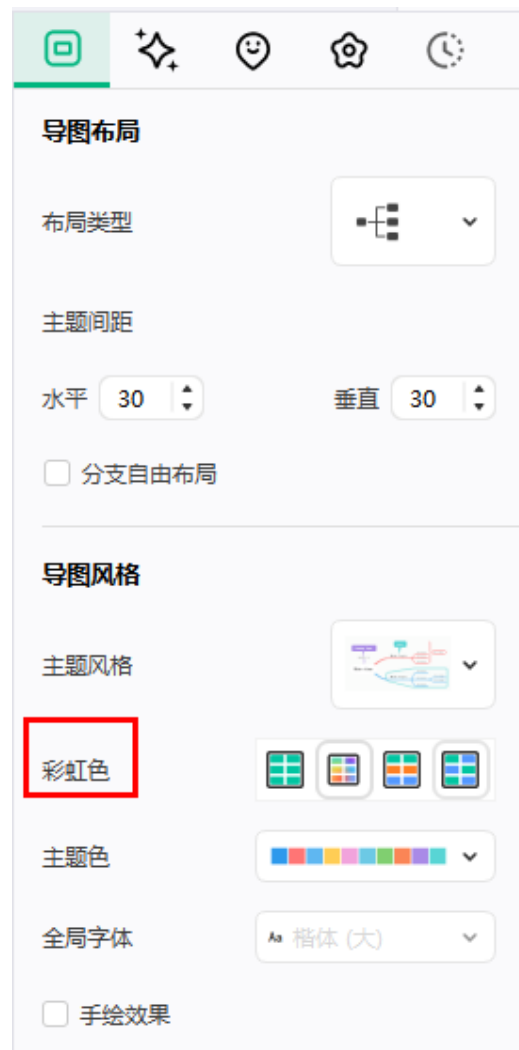 导图布局
布局类型
主题间距
水平 30 垂直 30
分支自由布局
导图风格
主题风格
彩虹色
主题色
全局字体 Aa 楷体 (大)
手绘效果